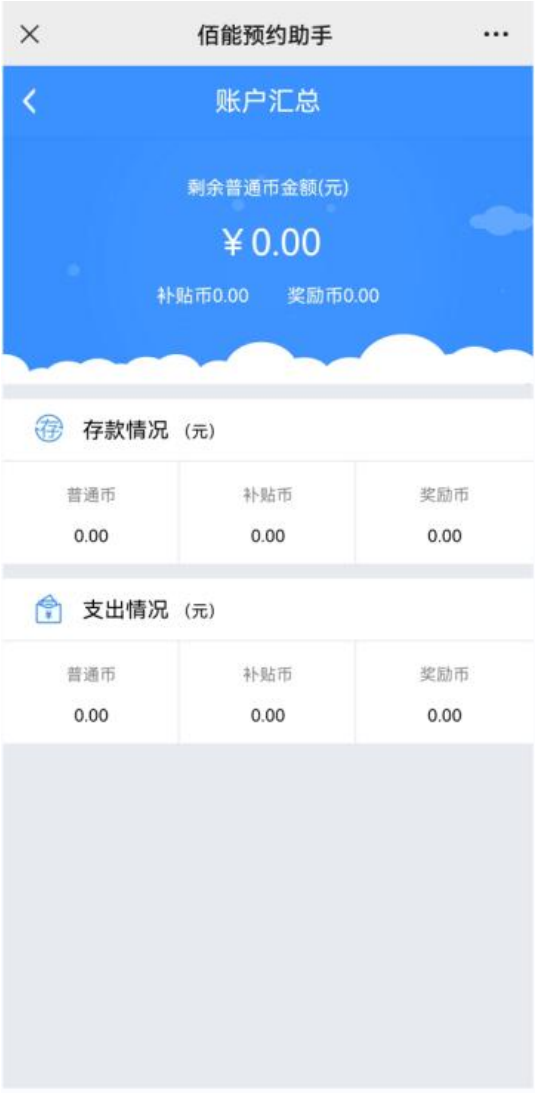 佰能预约助手
账户汇总
剩余普通币金额(元)
¥0.00
补贴币0.00 奖励币0.00
存 存款情况 (元)
普通币 补贴币 奖励币
0.00 0.00 0.00
¥ 支出情况 (元)
普通币 补贴币 奖励币
0.00 0.00 0.00